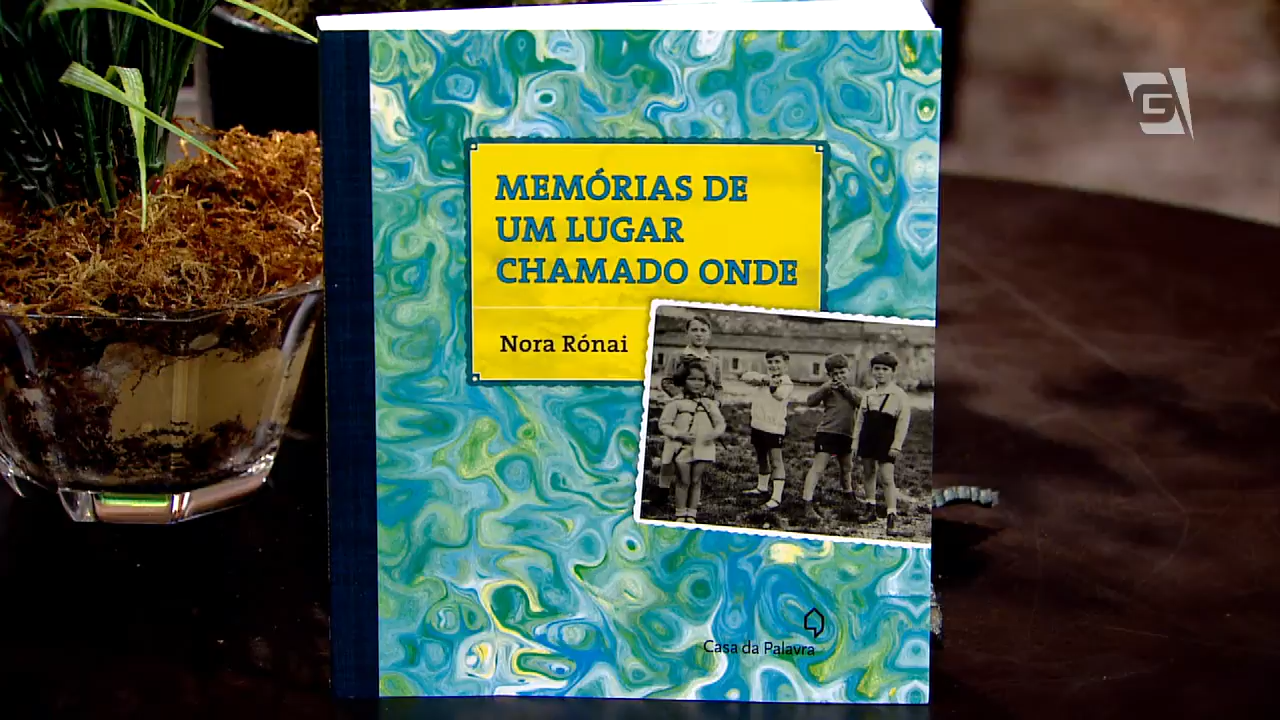 MEMÓRIAS DE
UM LUGAR
CHAMADO ONDE
Nora Rónai
Casa da Palavra